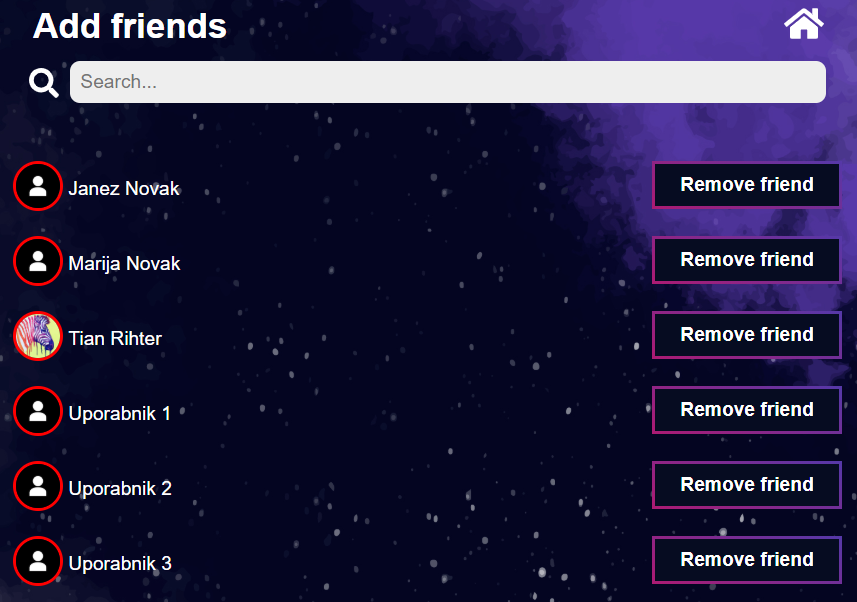 Add friends
Search...
Janez Novak
Remove friend
Marija Novak
Remove friend
Tian Rihter
Remove friend
Uporabnik 1
Remove friend
Uporabnik 2
Remove friend
Uporabnik 3
Remove friend